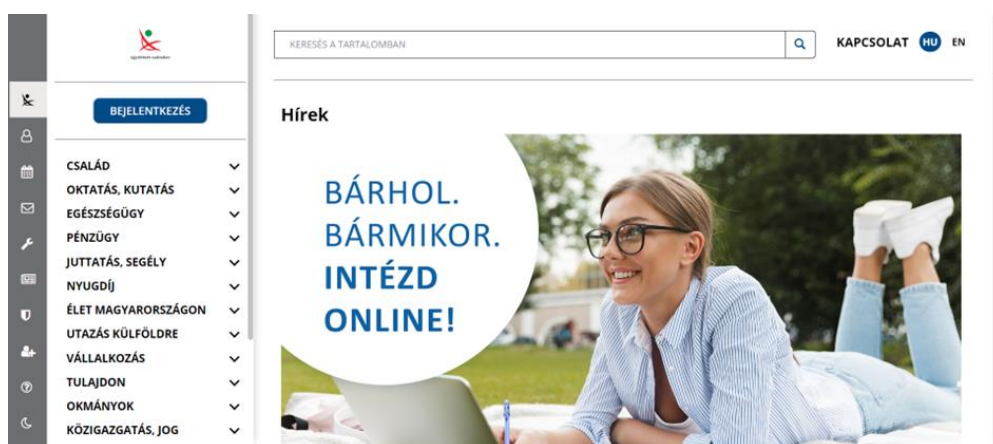 KERESÉS A TARTALOMBAN
KAPCSOLAT HU EN
BEJELENTKEZÉS
CSALÁD
OKTATÁS, KUTATÁS
EGÉSZSÉGÜGY
PÉNZÜGY
JUTTATÁS, SEGÉLY
NYUGDÍJ
ÉLET MAGYARORSZÁGON
UTAZÁS KÜLFÖLDRE
VÁLLALKOZÁS
TULAJDON
OKMÁNYOK
KÖZIGAZGATÁS, JOG
Hírek
BÁRHOL.
BÁRMIKOR.
INTÉZD
ONLINE!